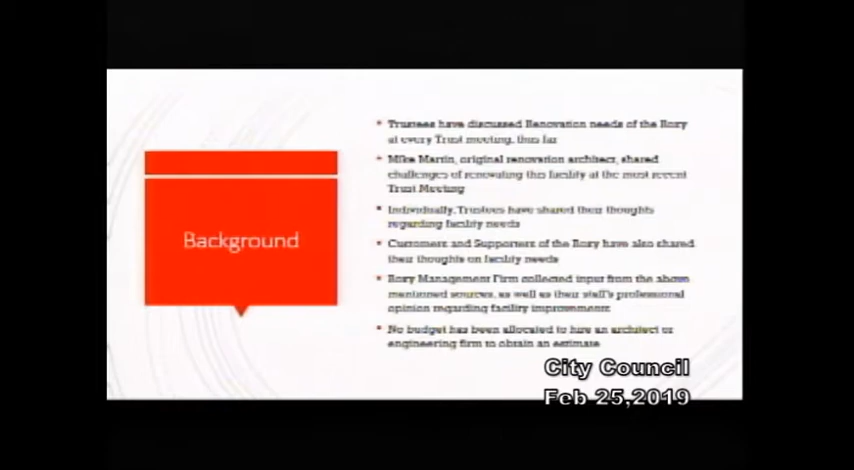 Background
Trustees have discussed Renovation needs of the Roxy
at every Trust meeting, thus far
Mike Martin, original renovation architect, shared
challenges of renovating this facility at the most recent
Trust Meeting
Individually, Trustees have shared their thoughts
regarding facility needs
Customers and Supporters of the Roxy have also shared
their thoughts on facility needs
Roxy Management Firm collected input from the above
mentioned sources, as well as their staff's professional
opinion regarding facility improvements
No budget has been allocated to hire an architect or
engineering firm to obtain an estimate
City Council
Feb 25,2019